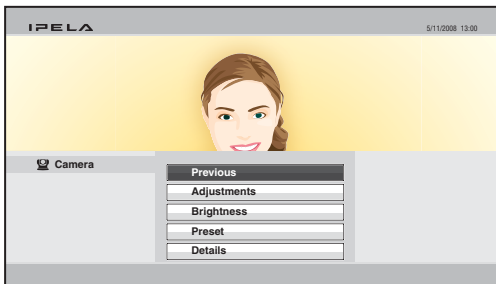 IPELA
5/11/2008 13:00
Camera
Previous
Adjustments
Brightness
Preset
Details